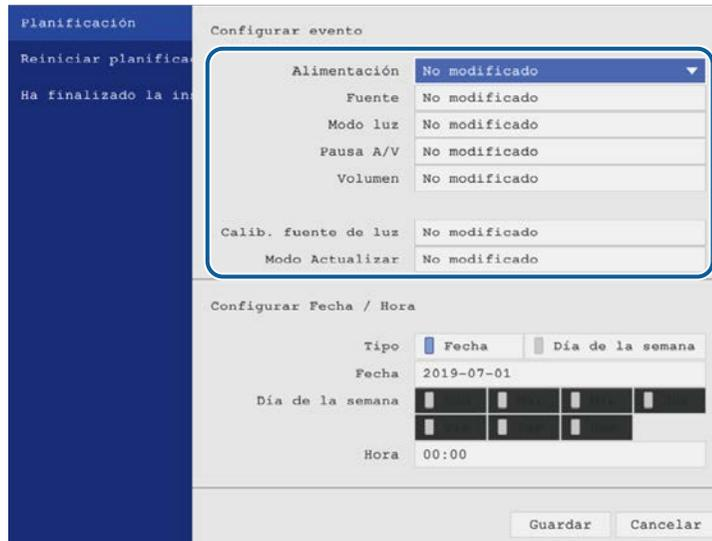 Planificación
Reiniciar planifica
Ha finalizado la in
Configurar evento
Alimentación No modificado
Fuente No modificado
Modo luz No modificado
Pausa A/V No modificado
Volumen No modificado
Calib. fuente de luz No modificado
Modo Actualizar No modificado
Configurar Fecha / Hora
Tipo Fecha Día de la semana
Fecha 2019-07-01
Día de la semana
Hora 00:00
Guardar Cancelar